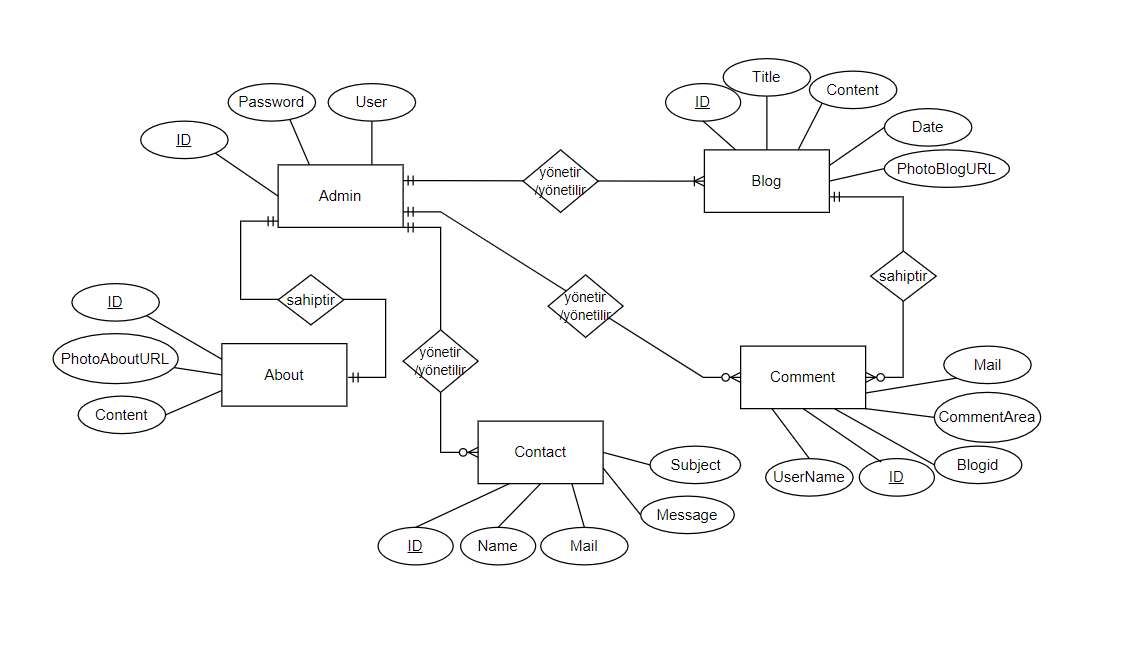 Title
Content
ID
Password
User
Date
ID
PhotoBlogURL
yönetir
/yönetilir
Blog
Admin
sahiptir
sahiptir
ID
yönetir
/yönetilir
PhotoAboutURL
yönetir
/yönetilir
About
Comment
Mail
Content
CommentArea
Contact
Subject
Blogid
UserName
ID
Message
ID
Name
Mail